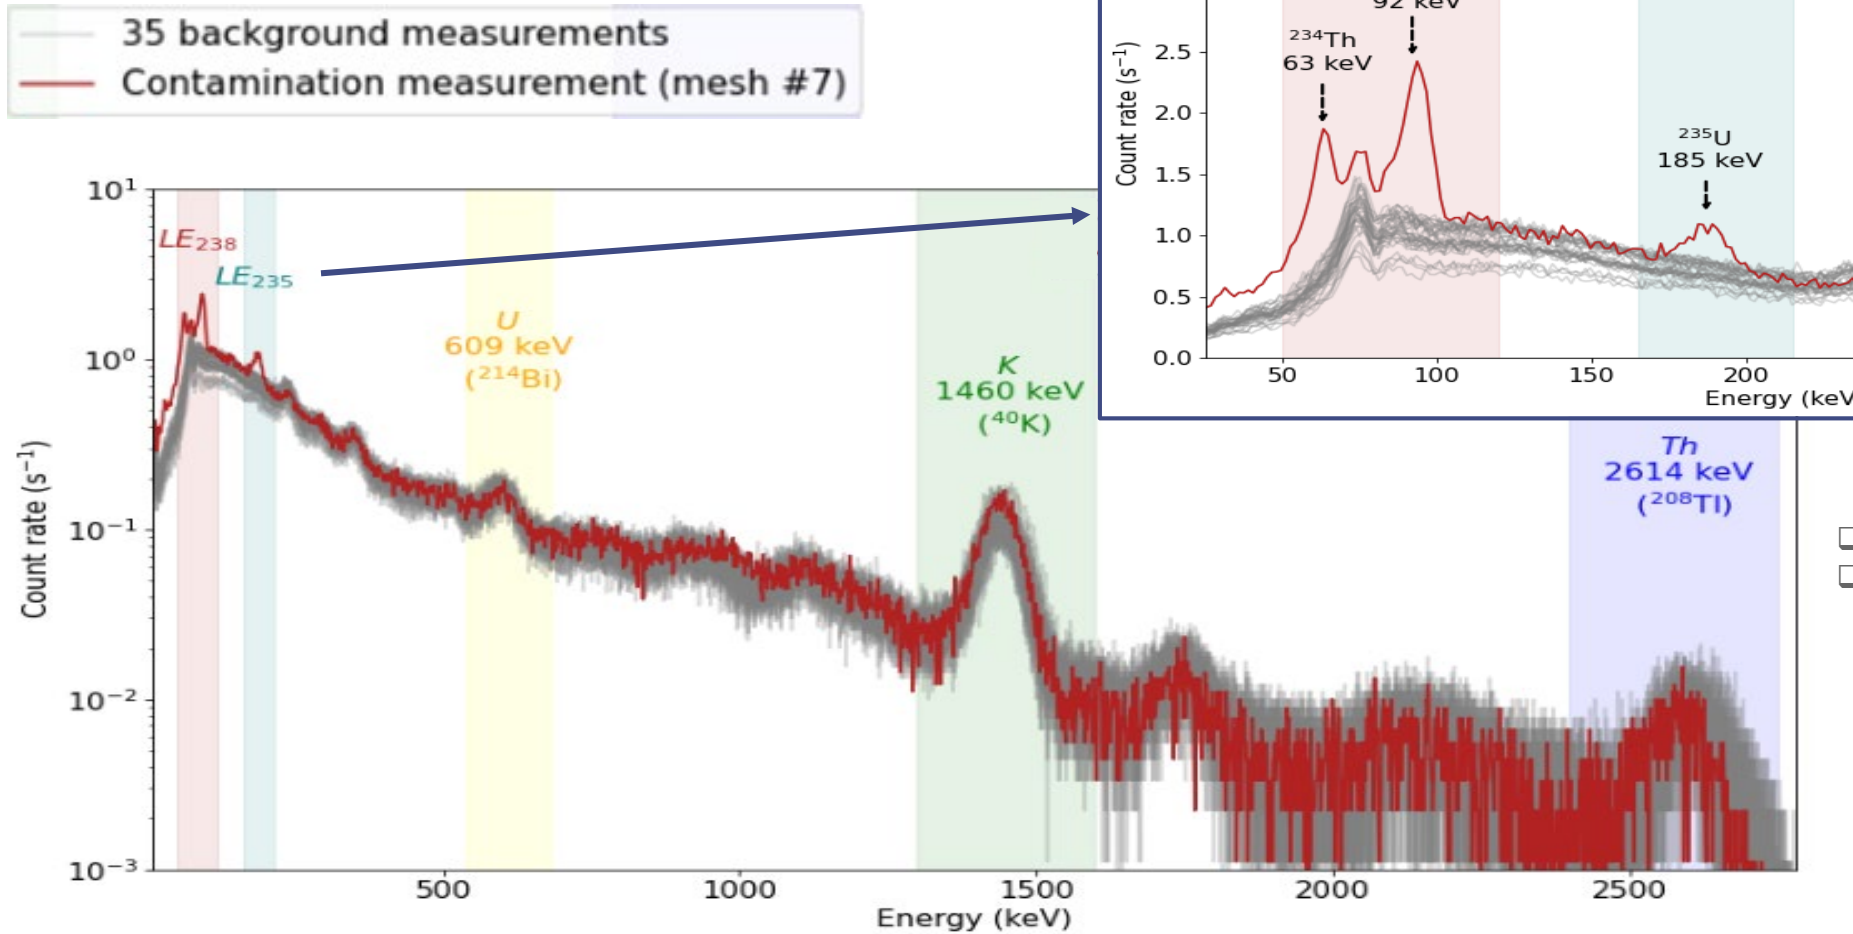 35 background measurements
Contamination measurement (mesh #7)
10¹
10⁰
10⁻¹
10⁻²
10⁻³
Count rate (s⁻¹)
LE₂₃₈
LE₂₃₅
U
609 keV
(²¹⁴Bi)
K
1460 keV
(⁴⁰K)
Th
2614 keV
(²⁰⁸Tl)
500
1000
1500
2000
2500
Energy (keV)
92 keV
²³⁴Th
63 keV
²³⁵U
185 keV
Count rate (s⁻¹)
2.5
2.0
1.5
1.0
0.5
0.0
50
100
150
200
Energy (keV